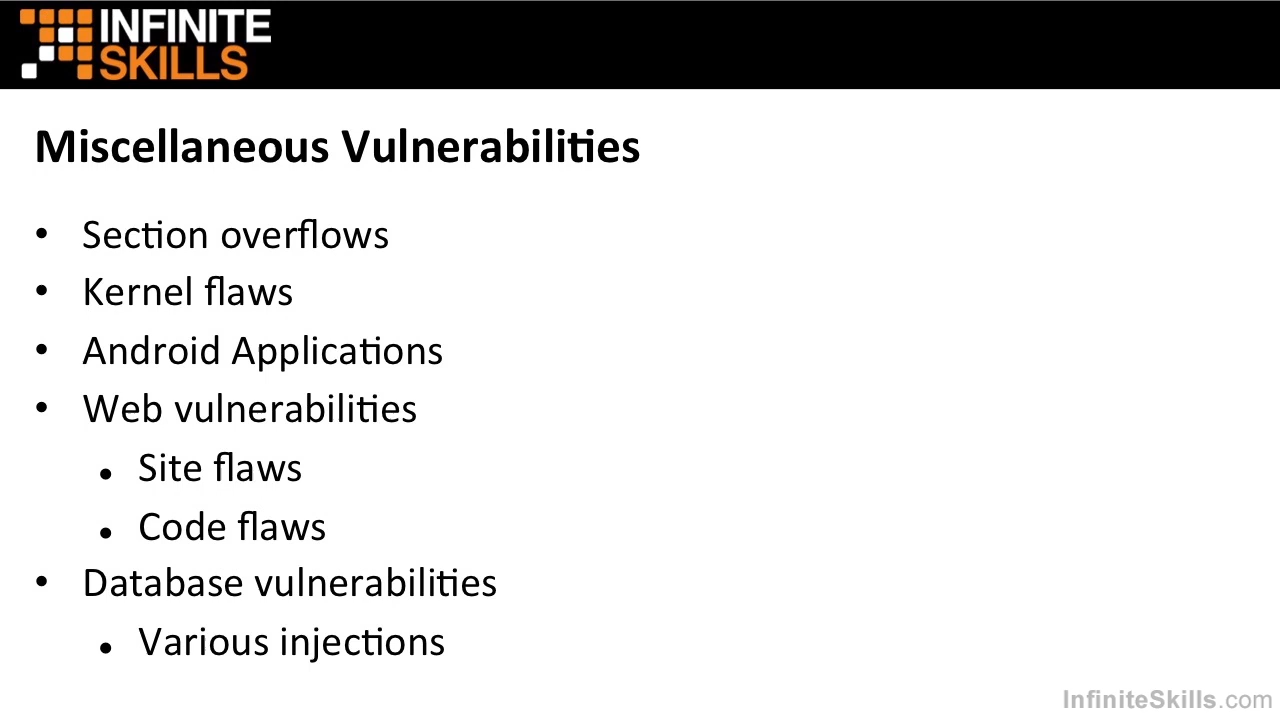 INFINITE
SKILLS
Miscellaneous Vulnerabilities
• Section overflows
• Kernel flaws
• Android Applications
• Web vulnerabilities
• Site flaws
• Code flaws
• Database vulnerabilities
• Various injections
InfiniteSkills.com